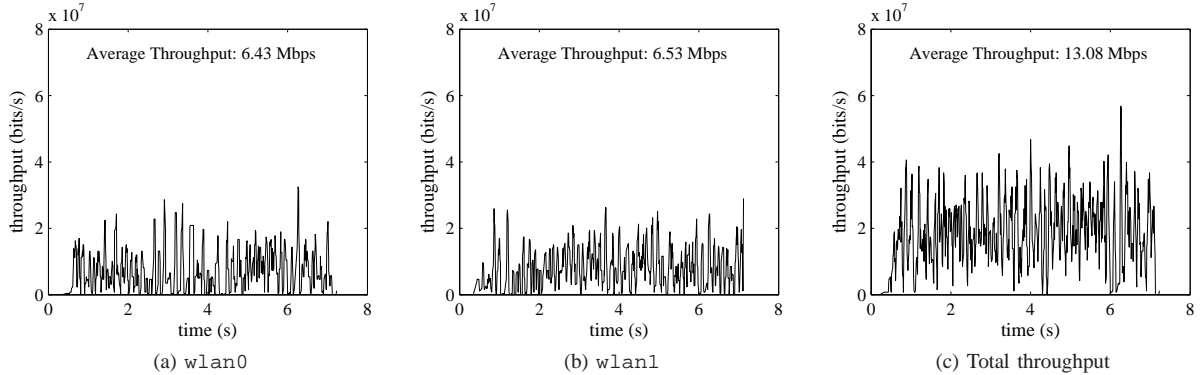 x 10^7
8
Average Throughput: 6.43 Mbps
6
throughput (bits/s)
4
2
0
0 2 4 6 8
time (s)
(a) wlan0
x 10^7
8
Average Throughput: 6.53 Mbps
6
throughput (bits/s)
4
2
0
0 2 4 6 8
time (s)
(b) wlan1
x 10^7
8
Average Throughput: 13.08 Mbps
6
throughput (bits/s)
4
2
0
0 2 4 6 8
time (s)
(c) Total throughput